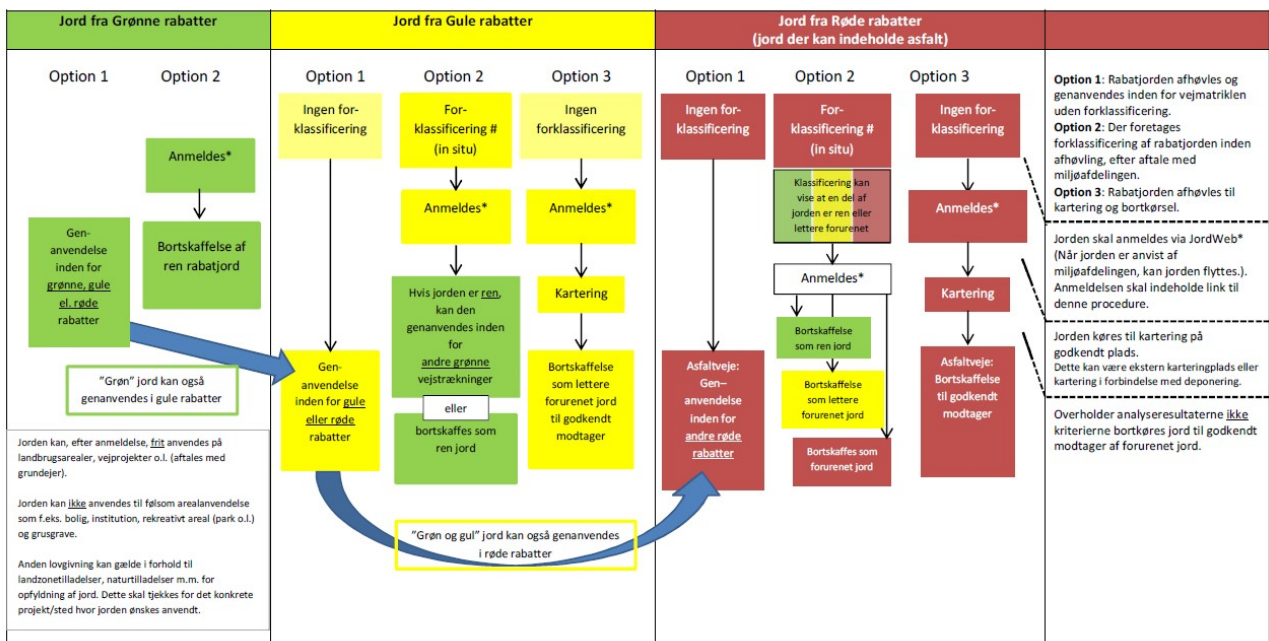 Jord fra Grønne rabatter
Option 1
Option 2
Anmeldes*
Bortskaffelse af
ren rabatjord
Gen-
anvendelse
inden for
grønne, gule
el. røde
rabatter
"Grøn" jord kan også
genanvendes i gule rabatter
Jorden kan, efter anmeldelse, frit anvendes på
landbrugsarealer, vejprojekter o.l. (aftales med
grundejer).
Jorden kan ikke anvendes til følsom arealanvendelse
som f.eks. bolig, institution, rekreativt areal (park o.l.)
og grusgrave.
Anden lovgivning kan gælde i forhold til
landzonetilladelser, naturtilladelser m.m. for
opfyldning af jord. Dette skal tjekkes for det konkrete
projekt/sted hvor jorden ønskes anvendt.
Jord fra Gule rabatter
Option 1
Ingen for-
klassificering
Gen-
anvendelse
inden for gule
eller røde
rabatter
Option 2
For-
klassificering #
(in situ)
Anmeldes*
Hvis jorden er ren,
kan den
genanvendes inden
for
andre grønne
vejstrækninger
eller
bortskaffes som
ren jord
Option 3
Ingen
forklassificering
Anmeldes*
Kartering
Bortskaffelse
som lettere
forurenet jord
til godkendt
modtager
"Grøn og gul" jord kan også genanvendes
i røde rabatter
Jord fra Røde rabatter
(jord der kan indeholde asfalt)
Option 1
Ingen for-
klassificering
Asfaltveje:
Gen–
anvendelse
inden for
andre røde
rabatter
Option 2
For-
klassificering #
(in situ)
Klassificering kan
vise at en del af
jorden er ren eller
lettere forurenet
Anmeldes*
Bortskaffelse
som ren jord
Bortskaffelse
som lettere
forurenet jord
Bortskaffes som
forurenet jord
Option 3
Ingen for-
klassificering
Anmeldes*
Kartering
Asfaltveje:
Bortskaffelse
til godkendt
modtager
Option 1: Rabatjorden afhøvles og
genanvendes inden for vejmatriklen
uden forklassificering.
Option 2: Der foretages
forklassificering af rabatjorden inden
afhøvling, efter aftale med
miljøafdelingen.
Option 3: Rabatjorden afhøvles til
kartering og bortkørsel.
Jorden skal anmeldes via JordWeb*
(Når jorden er anvist af
miljøafdelingen, kan jorden flyttes.).
Anmeldelsen skal indeholde link til
denne procedure.
Jorden køres til kartering på
godkendt plads.
Dette kan være ekstern karteringplads eller
kartering i forbindelse med deponering.
Overholder analyseresultaterne ikke
kriterierne bortkøres jord til godkendt
modtager af forurenet jord.